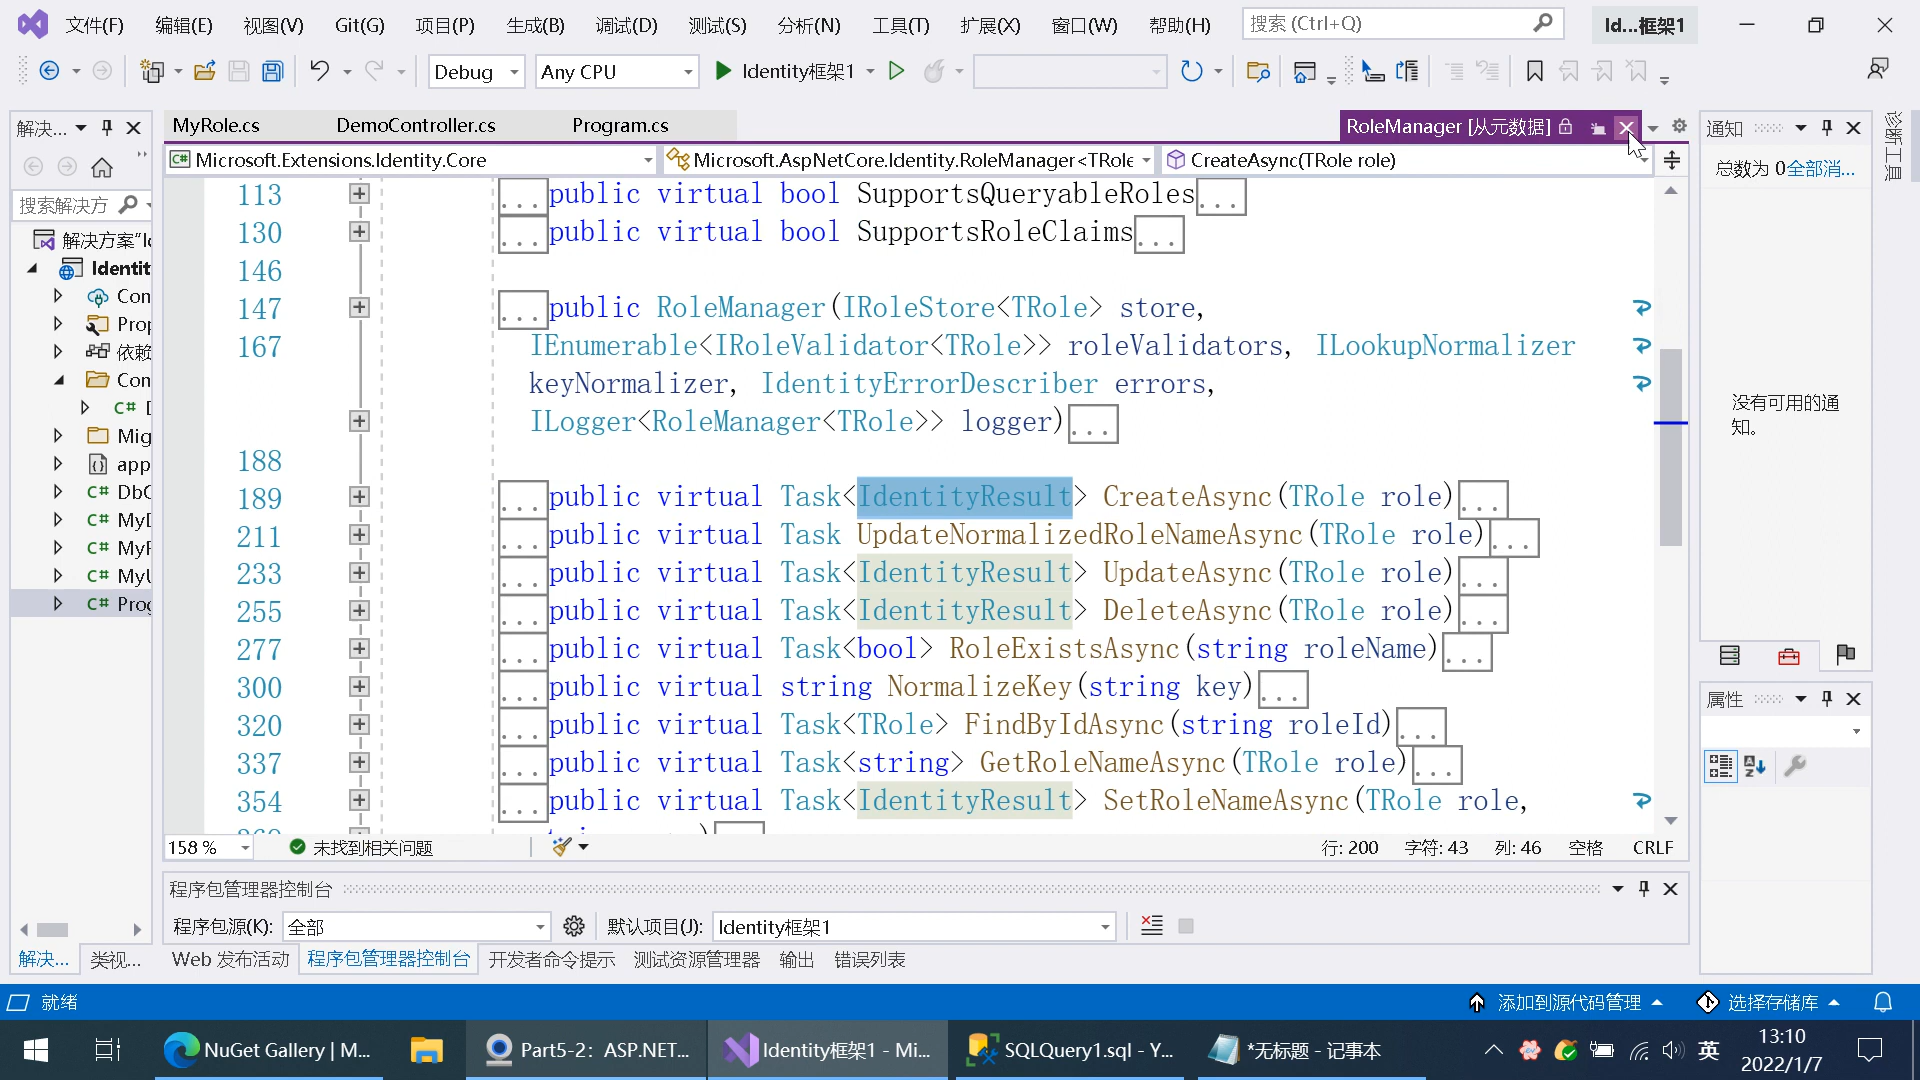 文件(F) 编辑(E) 视图(V) Git(G) 项目(P) 生成(B) 调试(D) 测试(S) 分析(N) 工具(T) 扩展(X) 窗口(W) 帮助(H) 搜索 (Ctrl+Q) Id...框架1
Debug Any CPU Identity框架1
解决... MyRole.cs DemoController.cs Program.cs RoleManager [从元数据]
通知
诊断工具
Microsoft.Extensions.Identity.Core Microsoft.AspNetCore.Identity.RoleManager<TRole CreateAsync(TRole role)
总数为 0 全部消...
搜索解决方
解决方案"Id
Identit
Con
Prop
依赖
Con
C# D
Mig
app
C# DbC
C# MyD
C# MyF
C# MyU
C# Prog
113 ...public virtual bool SupportsQueryableRoles...
130 ...public virtual bool SupportsRoleClaims...
146
147 ...public RoleManager(IRoleStore<TRole> store,
167 IEnumerable<IRoleValidator<TRole>> roleValidators, ILookupNormalizer
keyNormalizer, IdentityErrorDescriber errors,
ILogger<RoleManager<TRole>> logger)...
188
189 ...public virtual Task<IdentityResult> CreateAsync(TRole role)...
211 ...public virtual Task UpdateNormalizedRoleNameAsync(TRole role)...
233 ...public virtual Task<IdentityResult> UpdateAsync(TRole role)...
255 ...public virtual Task<IdentityResult> DeleteAsync(TRole role)...
277 ...public virtual Task<bool> RoleExistsAsync(string roleName)...
300 ...public virtual string NormalizeKey(string key)...
320 ...public virtual Task<TRole> FindByIdAsync(string roleId)...
337 ...public virtual Task<string> GetRoleNameAsync(TRole role)...
354 ...public virtual Task<IdentityResult> SetRoleNameAsync(TRole role,
没有可用的通
知。
属性
158 % 未找到相关问题 行: 200 字符: 43 列: 46 空格 CRLF
程序包管理器控制台
程序包源(K): 全部 默认项目(J): Identity框架1
解决... 类视... Web 发布活动 程序包管理器控制台 开发者命令提示 测试资源管理器 输出 错误列表
就绪 添加到源代码管理 选择存储库
NuGet Gallery | M... Part5-2：ASP.NET... Identity框架1 - Mi... SQLQuery1.sql - Y... *无标题 - 记事本 英 13:10
2022/1/7